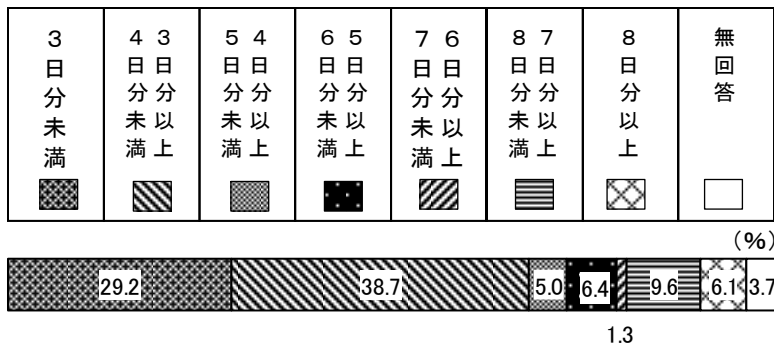 3日分未満
3日分以上
4日分未満
4日分以上
5日分未満
5日分以上
6日分未満
6日分以上
7日分未満
7日分以上
8日分未満
8日分以上
無回答
(%)
29.2 38.7 5.0 6.4 9.6 6.1 3.7
1.3